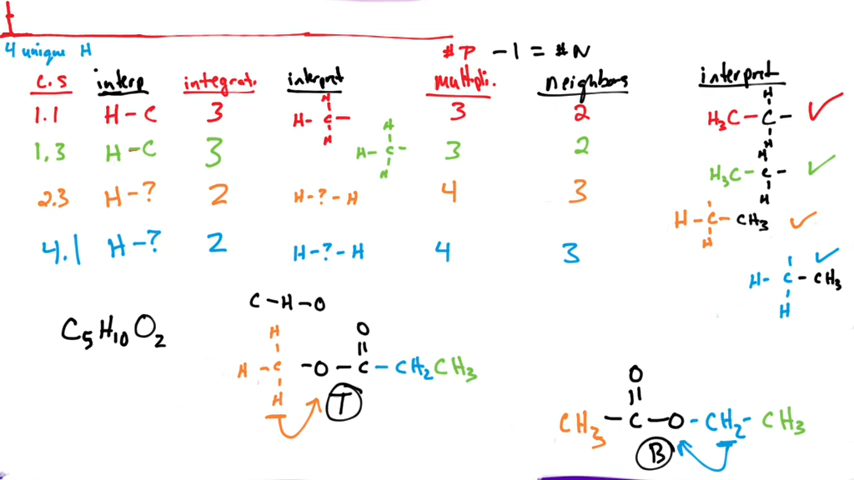 4 unique H
# P - 1 = # N
c.s interp integrat. interpret multipli. neighbors interpret
1.1 H-C 3 H-C- 3 2 H3C-C- ✓
1.3 H-C 3 H-C- 3 2 H3C-C- ✓
2.3 H-? 2 H-?-H 4 3 H-C-CH3 ✓
4.1 H-? 2 H-?-H 4 3 H-C-CH3 ✓
C-H-O
C5H10O2
H
O
H-C-O-C-CH2CH3
H
T
O
CH3-C-O-CH2-CH3
B